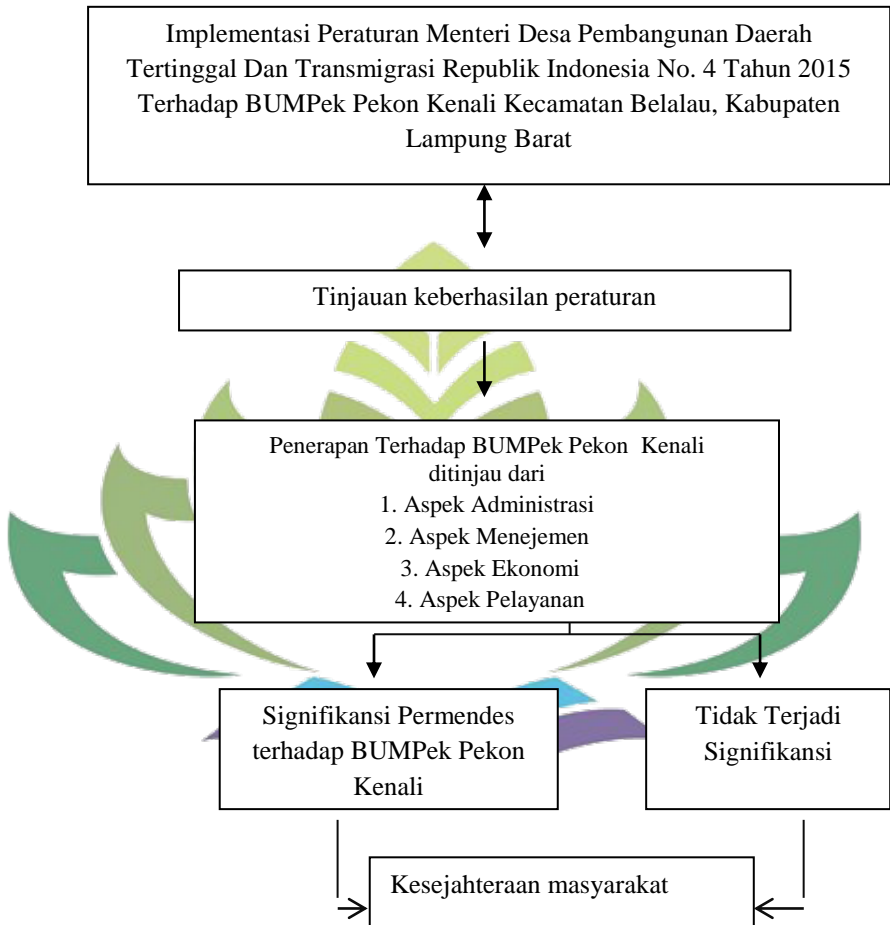 Implementasi Peraturan Menteri Desa Pembangunan Daerah
Tertinggal Dan Transmigrasi Republik Indonesia No. 4 Tahun 2015
Terhadap BUMPek Pekon Kenali Kecamatan Belalau, Kabupaten
Lampung Barat
Tinjauan keberhasilan peraturan
Penerapan Terhadap BUMPek Pekon Kenali
ditinjau dari
1. Aspek Administrasi
2. Aspek Menejemen
3. Aspek Ekonomi
4. Aspek Pelayanan
Signifikansi Permendes
terhadap BUMPek Pekon
Kenali
Tidak Terjadi
Signifikansi
Kesejahteraan masyarakat